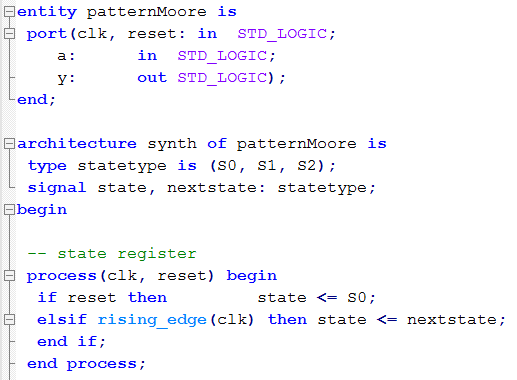 entity patternMoore is
port(clk, reset: in STD_LOGIC;
a: in STD_LOGIC;
y: out STD_LOGIC);
end;
architecture synth of patternMoore is
type statetype is (S0, S1, S2);
signal state, nextstate: statetype;
begin
-- state register
process(clk, reset) begin
if reset then state <= S0;
elsif rising_edge(clk) then state <= nextstate;
end if;
end process;